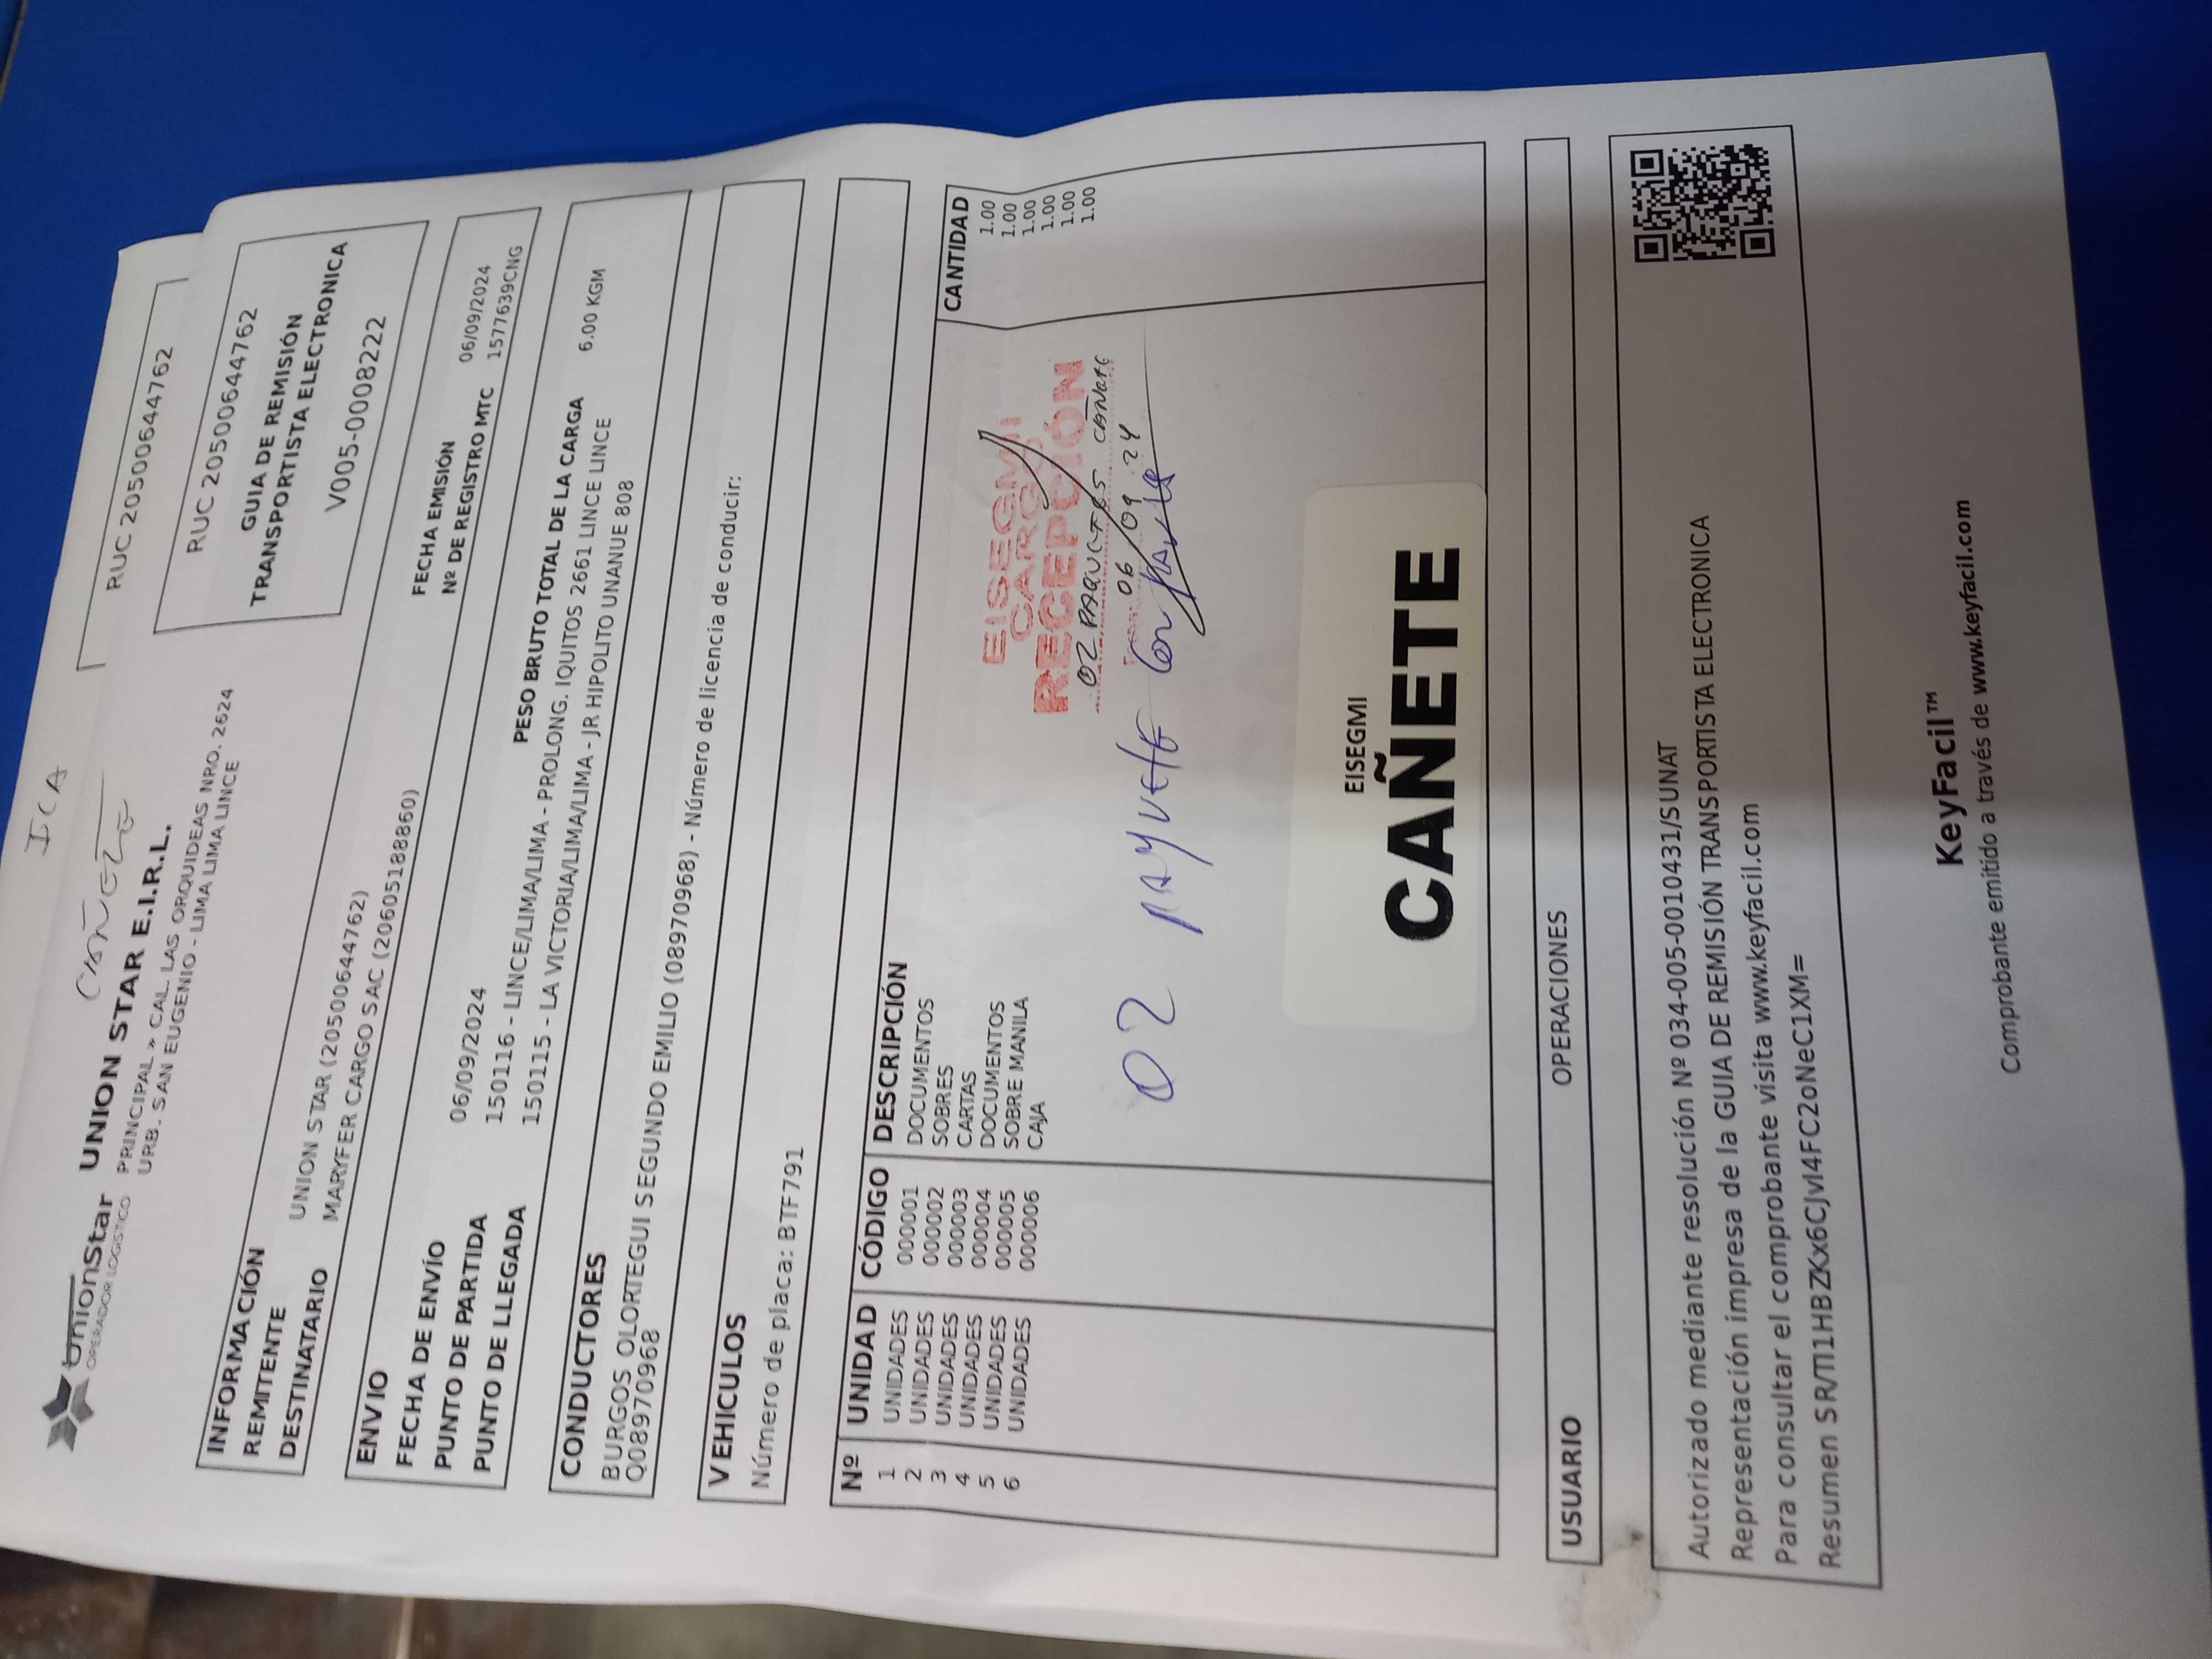 ICA
RUC 20500644762
CAÑETE
UnionStar
OPERADOR LOGISTICO
UNION STAR E.I.R.L.
PRINCIPAL » CAL. LAS ORQUIDEAS NRO. 2624
URB. SAN EUGENIO - LIMA LIMA LINCE
RUC 20500644762
GUIA DE REMISIÓN
TRANSPORTISTA ELECTRONICA
V005-0008222
INFORMACIÓN
REMITENTE UNION STAR (20500644762)
DESTINATARIO MARYFER CARGO SAC (20605188860)
FECHA EMISIÓN 06/09/2024
Nº DE REGISTRO MTC 1577639CNG
ENVIO
FECHA DE ENVÍO 06/09/2024 PESO BRUTO TOTAL DE LA CARGA 6.00 KGM
PUNTO DE PARTIDA 150116 - LINCE/LIMA/LIMA - PROLONG. IQUITOS 2661 LINCE LINCE
PUNTO DE LLEGADA 150115 - LA VICTORIA/LIMA/LIMA - JR HIPOLITO UNANUE 808
CONDUCTORES
BURGOS OLORTEGUI SEGUNDO EMILIO (08970968) - Número de licencia de conducir:
Q08970968
VEHICULOS
Número de placa: BTF791
Nº UNIDAD CÓDIGO DESCRIPCIÓN CANTIDAD
1 UNIDADES 000001 DOCUMENTOS 1.00
2 UNIDADES 000002 SOBRES 1.00
3 UNIDADES 000003 CARTAS 1.00
4 UNIDADES 000004 DOCUMENTOS 1.00
5 UNIDADES 000005 SOBRE MANILA 1.00
6 UNIDADES 000006 CAJA 1.00
EISEGMI
CARGO
RECEPCIÓN
02 PAQUETES CAÑETE
06/09.24
02 PAQUETE
EISEGMI
CAÑETE
USUARIO OPERACIONES
Autorizado mediante resolución Nº 034-005-0010431/SUNAT
Representación impresa de la GUIA DE REMISIÓN TRANSPORTISTA ELECTRONICA
Para consultar el comprobante visita www.keyfacil.com
KeyFacil™
Comprobante emitido a través de www.keyfacil.com